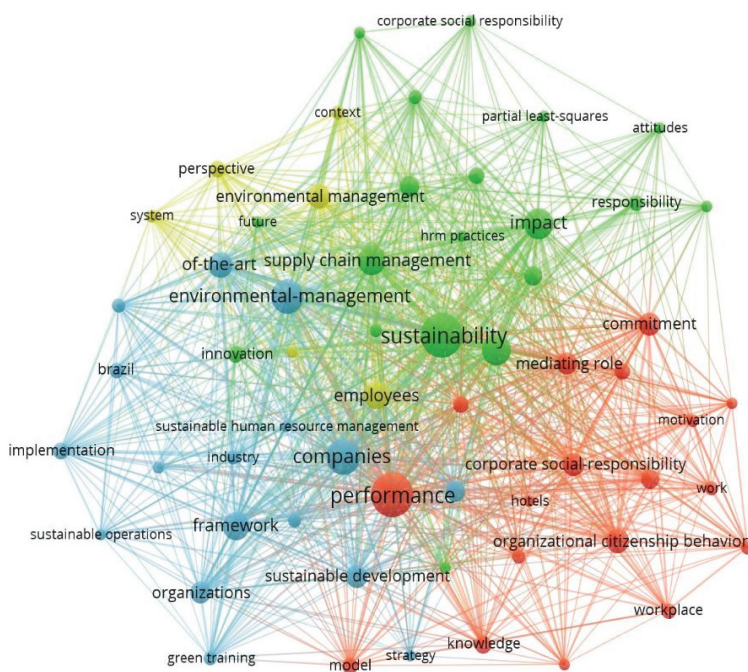 corporate social responsibility
context
partial least-squares
attitudes
perspective
environmental management
responsibility
system
future
hrm practices
impact
of-the-art
supply chain management
environmental-management
sustainability
commitment
innovation
mediating role
brazil
employees
sustainable human resource management
motivation
implementation
industry
companies
corporate social-responsibility
performance
work
hotels
sustainable operations
framework
organizational citizenship behavior
sustainable development
organizations
workplace
knowledge
green training
model
strategy